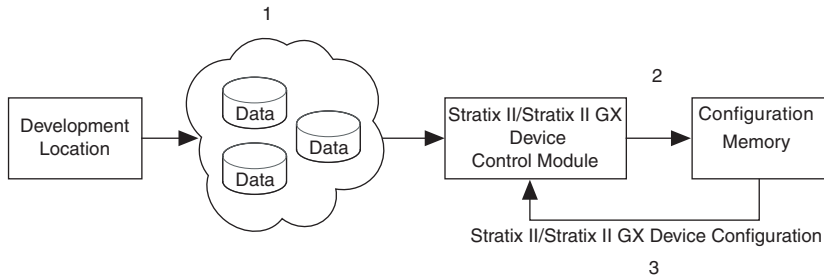 1
Development
Location
Data
Data
Data
Stratix II/Stratix II GX
Device
Control Module
2
Configuration
Memory
Stratix II/Stratix II GX Device Configuration
3